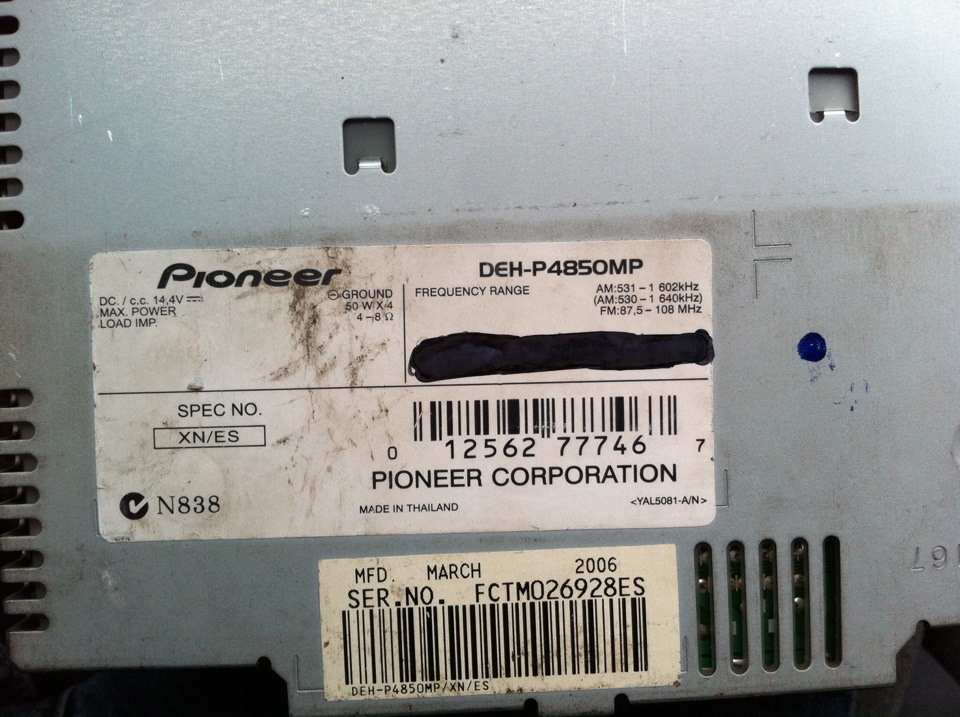 Pioneer
DC. / c.c. 14,4V ⎓ ⊖GROUND
MAX. POWER 50 W X 4
LOAD IMP. 4–8 Ω
DEH-P4850MP
FREQUENCY RANGE AM:531–1 602kHz
(AM:530–1 640kHz)
FM:87,5–108 MHz
SPEC NO.
XN/ES
N838
0 12562 77746 7
PIONEER CORPORATION
MADE IN THAILAND <YAL5081-A/N>
MFD. MARCH 2006
SER.NO. FCTM026928ES
DEH-P4850MP/XN/ES